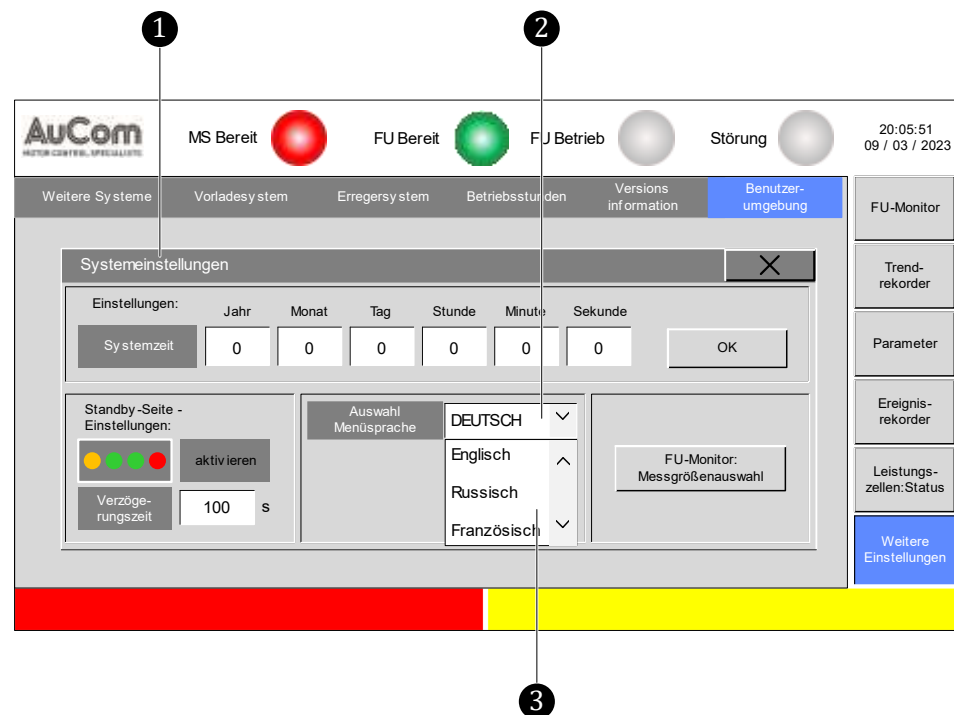 1
2
AuCom
MOTOR CONTROL SPECIALISTS
MS Bereit
FU Bereit
FU Betrieb
Störung
20:05:51
09 / 03 / 2023
Weitere Systeme
Vorladesystem
Erregersystem
Betriebsstunden
Versions
information
Benutzer-
umgebung
FU-Monitor
Trend-
rekorder
Parameter
Ereignis-
rekorder
Leistungs-
zellen:Status
Weitere
Einstellungen
Systemeinstellungen
Einstellungen:
Jahr
Monat
Tag
Stunde
Minute
Sekunde
Systemzeit
0
0
0
0
0
0
OK
Standby-Seite -
Einstellungen:
aktivieren
Verzöge-
rungszeit
100
s
Auswahl
Menüsprache
DEUTSCH
Englisch
Russisch
Französisch
FU-Monitor:
Messgrößenauswahl
3